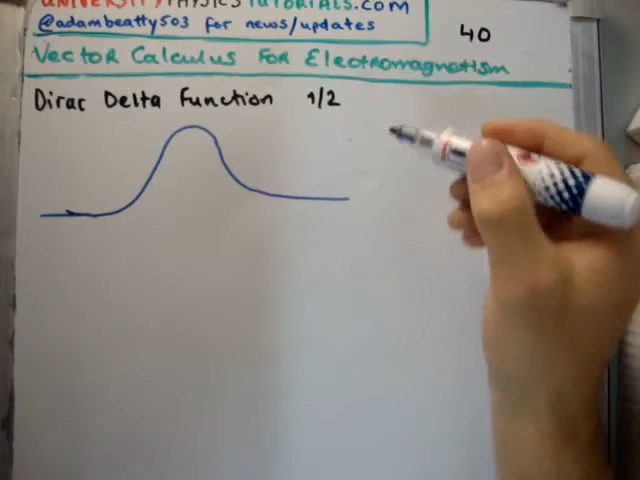 UNIVERSITYPHYSICSTUTORIALS.COM
@adambeatty503 for news/updates
40
Vector Calculus For Electromagnetism
Dirac Delta Function 1/2